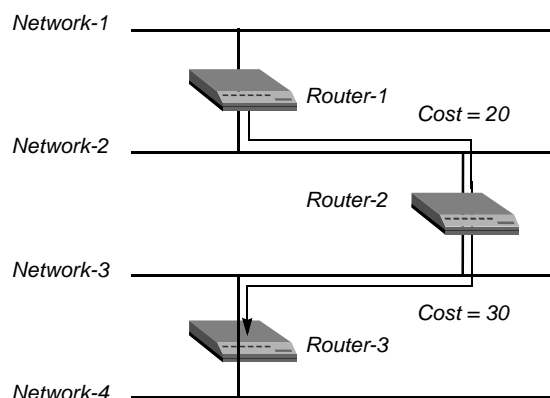 Network-1
Router-1
Cost = 20
Network-2
Router-2
Network-3
Cost = 30
Router-3
Network-4